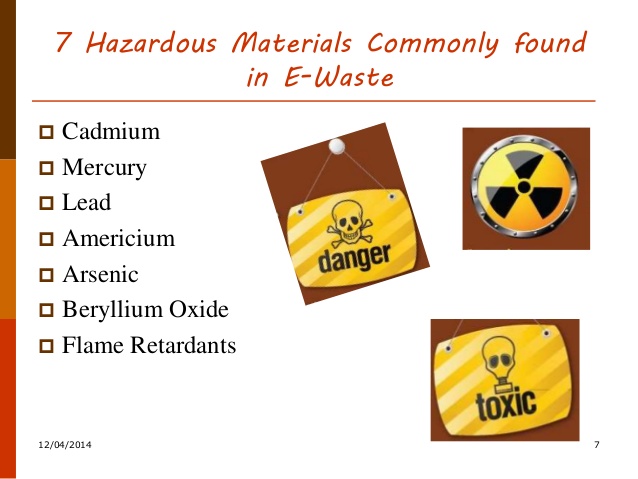 7 Hazardous Materials Commonly found
in E-Waste
Cadmium
Mercury
Lead
Americium
Arsenic
Beryllium Oxide
Flame Retardants
danger
toxic
12/04/2014
7